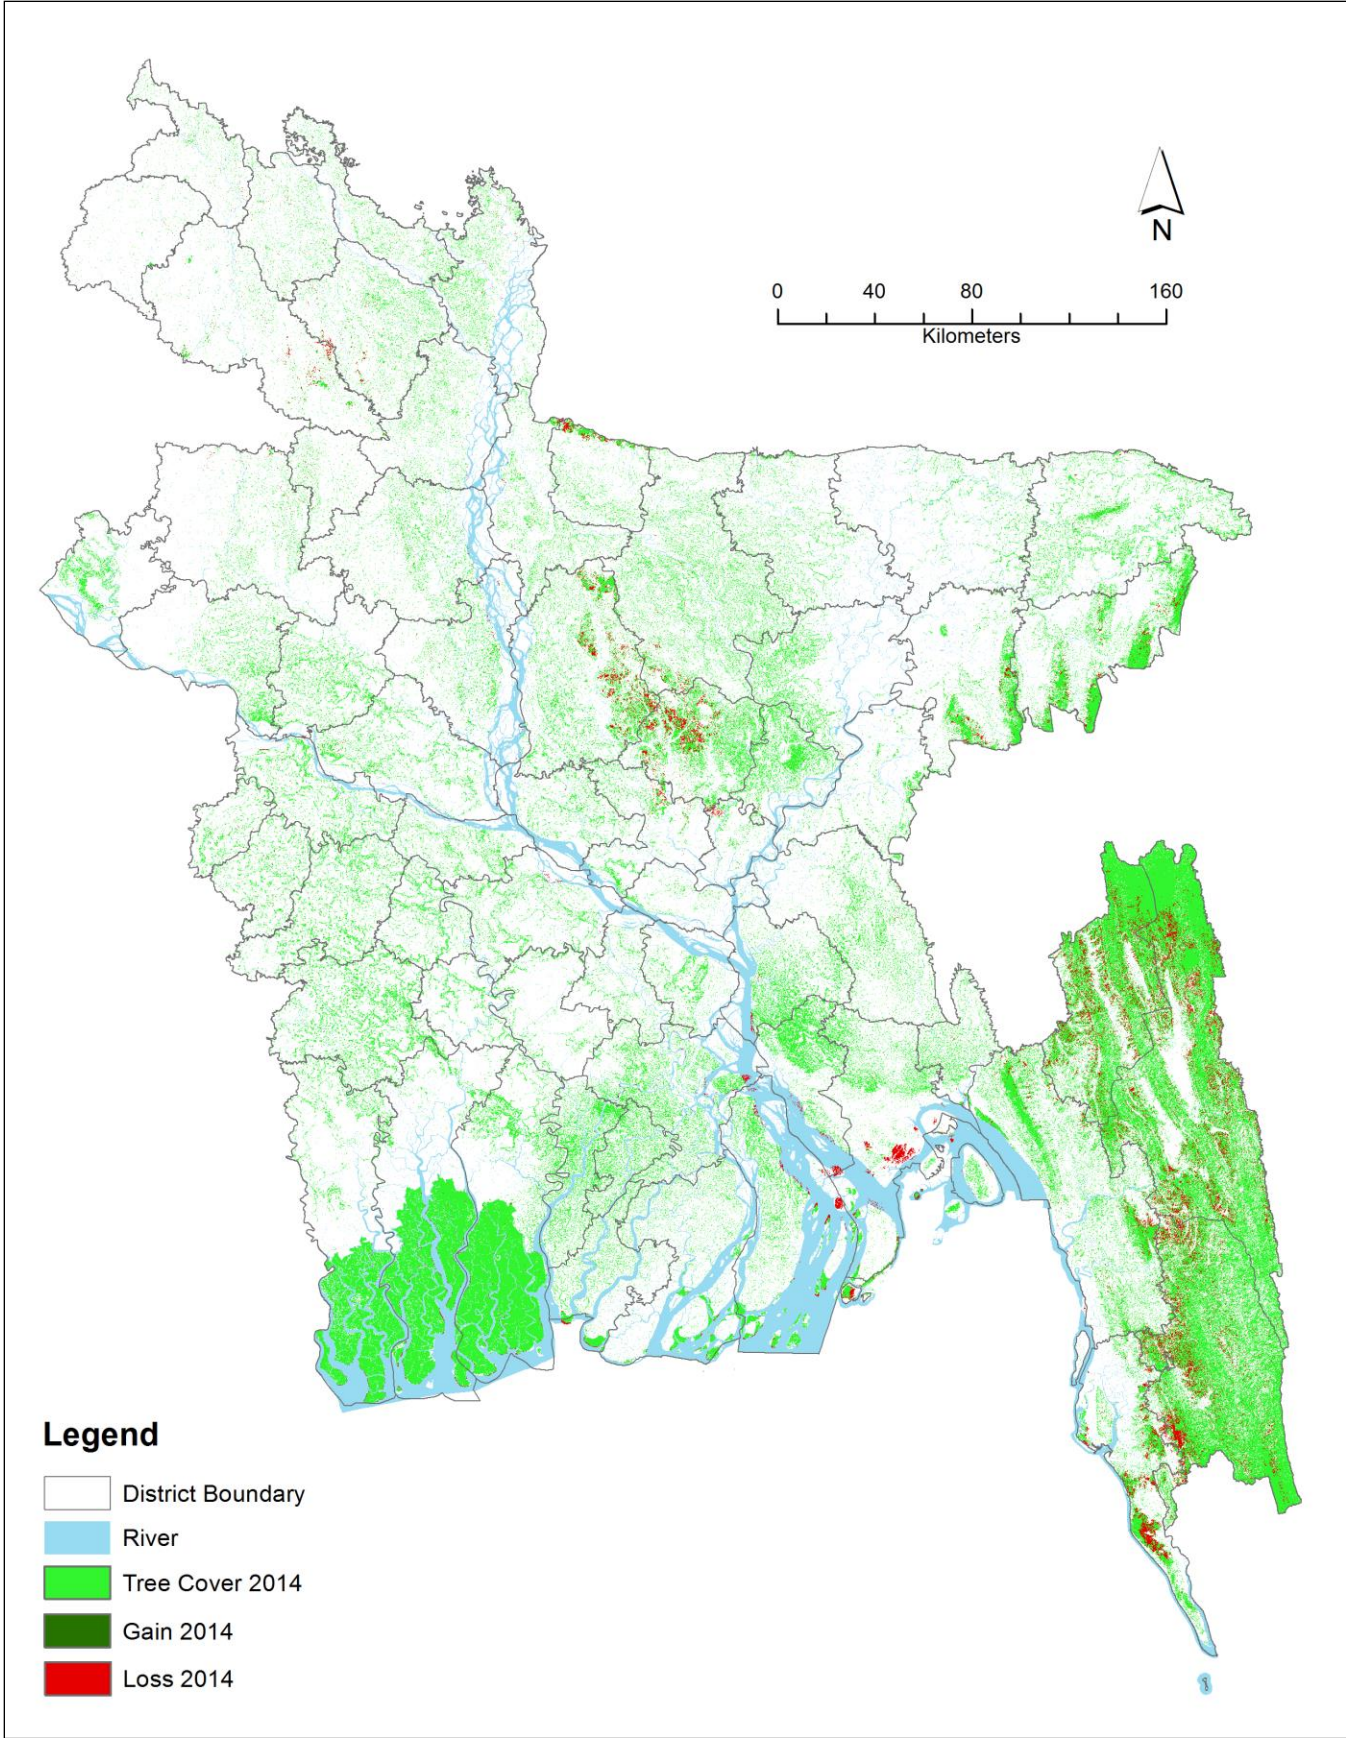 N
0 40 80 160
Kilometers
Legend
District Boundary
River
Tree Cover 2014
Gain 2014
Loss 2014